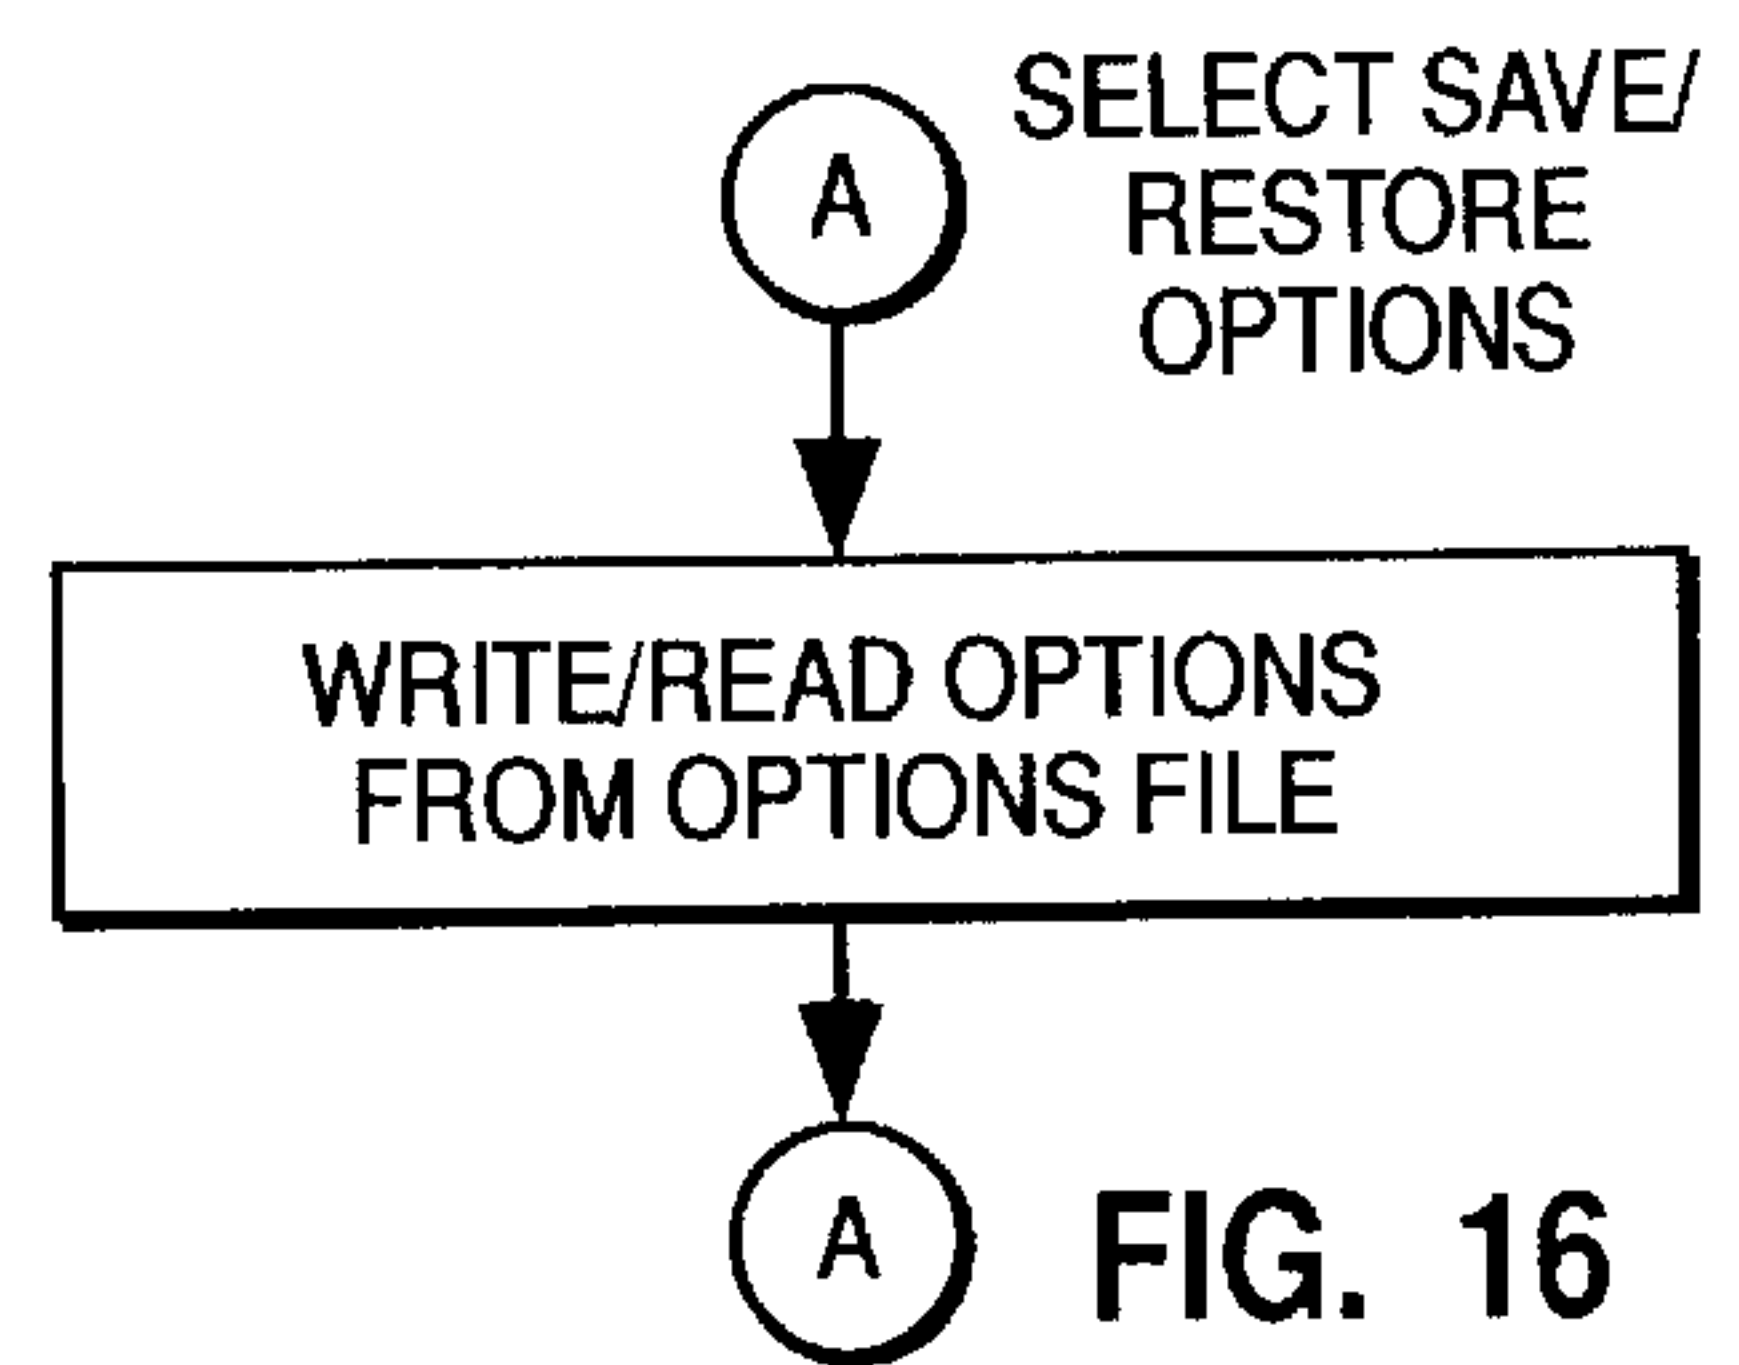 A
SELECT SAVE/
RESTORE
OPTIONS
WRITE/READ OPTIONS
FROM OPTIONS FILE
A
FIG. 16